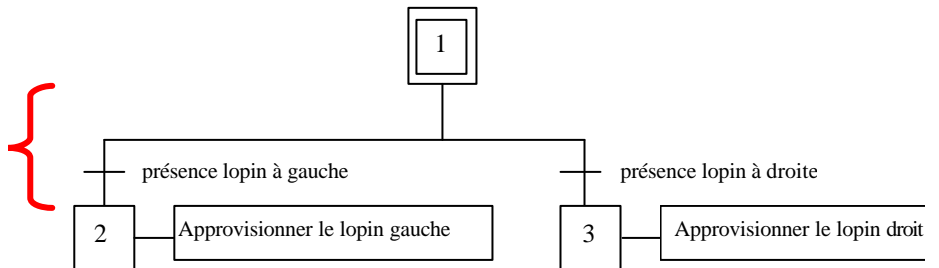 1
présence lopin à gauche
présence lopin à droite
2
Approvisionner le lopin gauche
3
Approvisionner le lopin droit